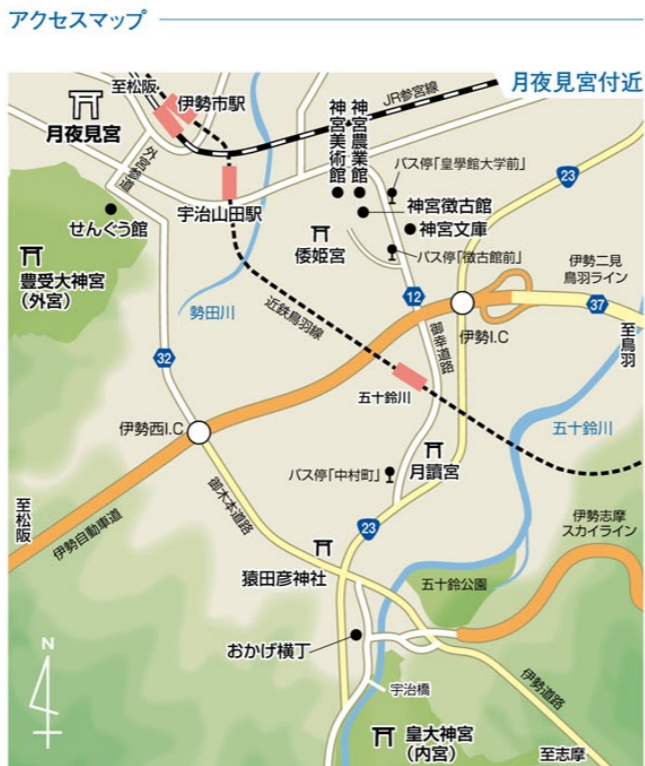 アクセスマップ
月夜見宮付近
至松阪
伊勢市駅
JR参宮線
月夜見宮
外宮参道
神宮美術館
神宮農業館
バス停「皇學館大学前」
23
せんぐう館
宇治山田駅
神宮徴古館
神宮文庫
倭姫宮
バス停「徴古館前」
豊受大神宮
(外宮)
伊勢二見
鳥羽ライン
勢田川
近鉄鳥羽線
12
御幸道路
伊勢I.C
37
至鳥羽
32
五十鈴川
伊勢西I.C
五十鈴川
月讀宮
バス停「中村町」
御木本道路
至松阪
伊勢自動車道
23
伊勢志摩
スカイライン
猿田彦神社
五十鈴公園
おかげ横丁
N
宇治橋
伊勢道路
皇大神宮
(内宮)
至志摩